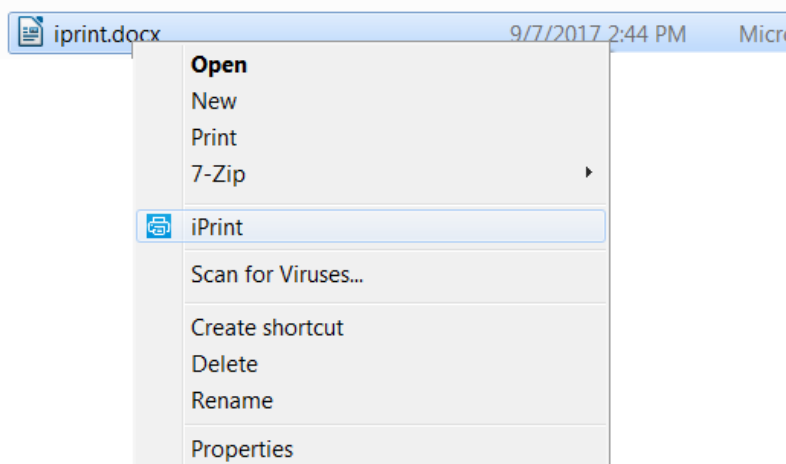 iprint.docx 9/7/2017 2:44 PM
Open
New
Print
7-Zip
iPrint
Scan for Viruses...
Create shortcut
Delete
Rename
Properties